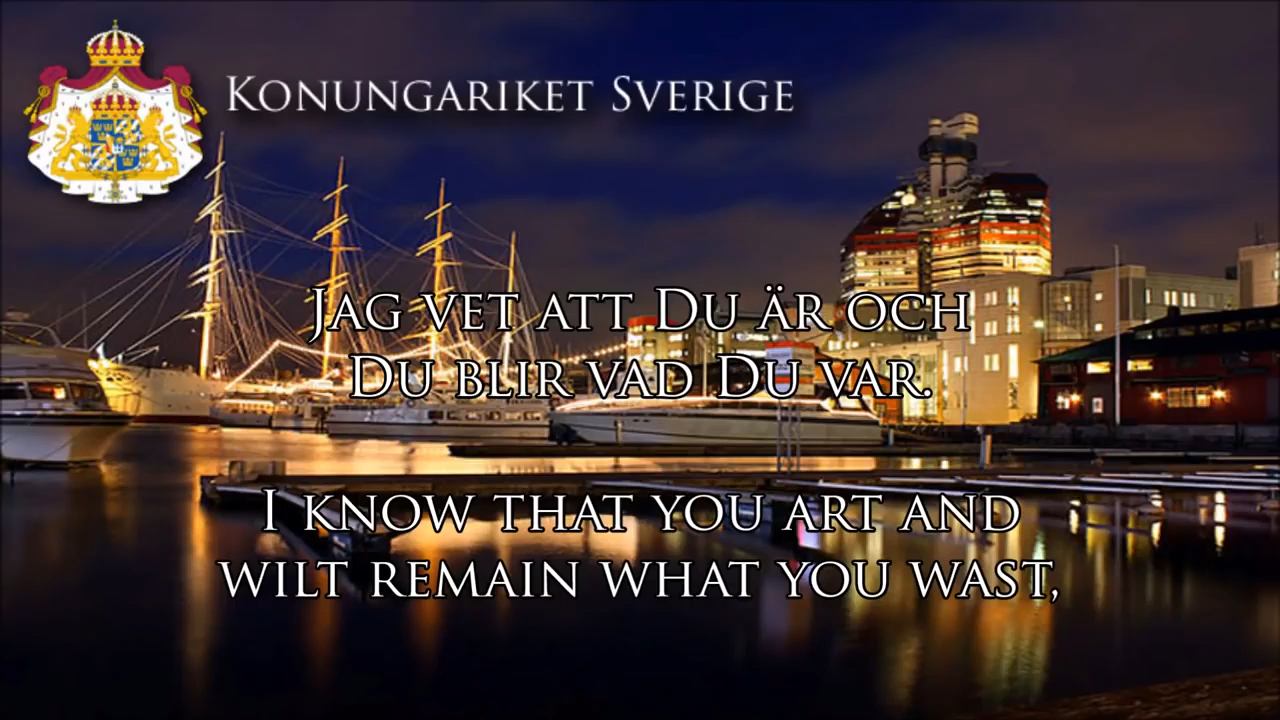 Konungariket Sverige
Jag vet att Du är och
Du blir vad Du var.
I know that you art and
wilt remain what you wast,